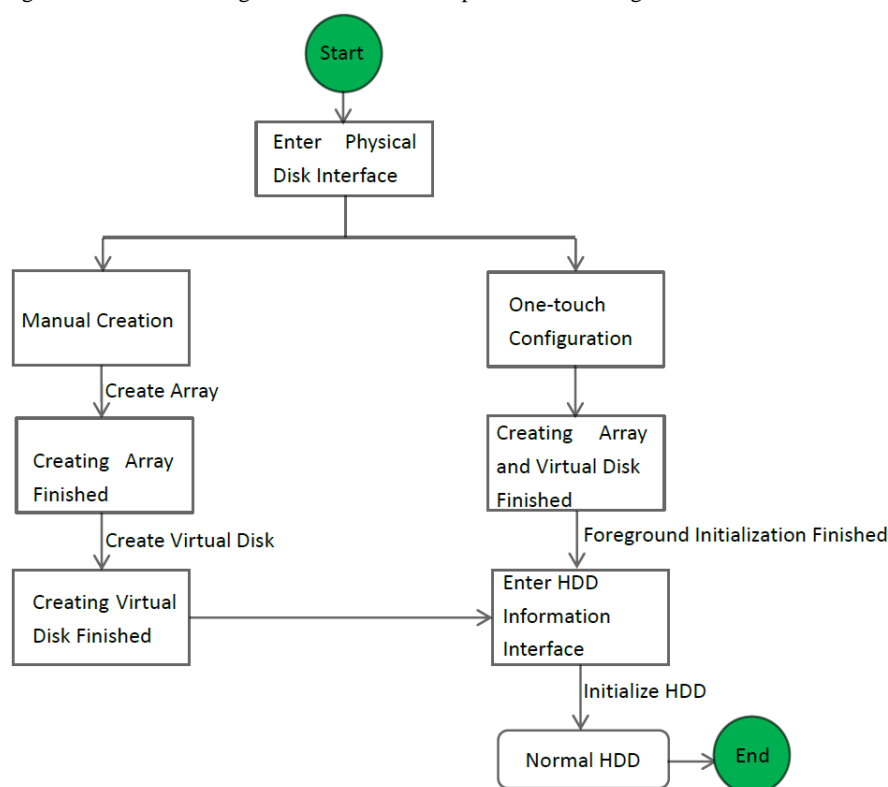 Start
Enter Physical
Disk Interface
Manual Creation
One-touch
Configuration
Create Array
Creating Array
Finished
Creating Array
and Virtual Disk
Finished
Create Virtual Disk
Foreground Initialization Finished
Creating Virtual
Disk Finished
Enter HDD
Information
Interface
Initialize HDD
Normal HDD
End